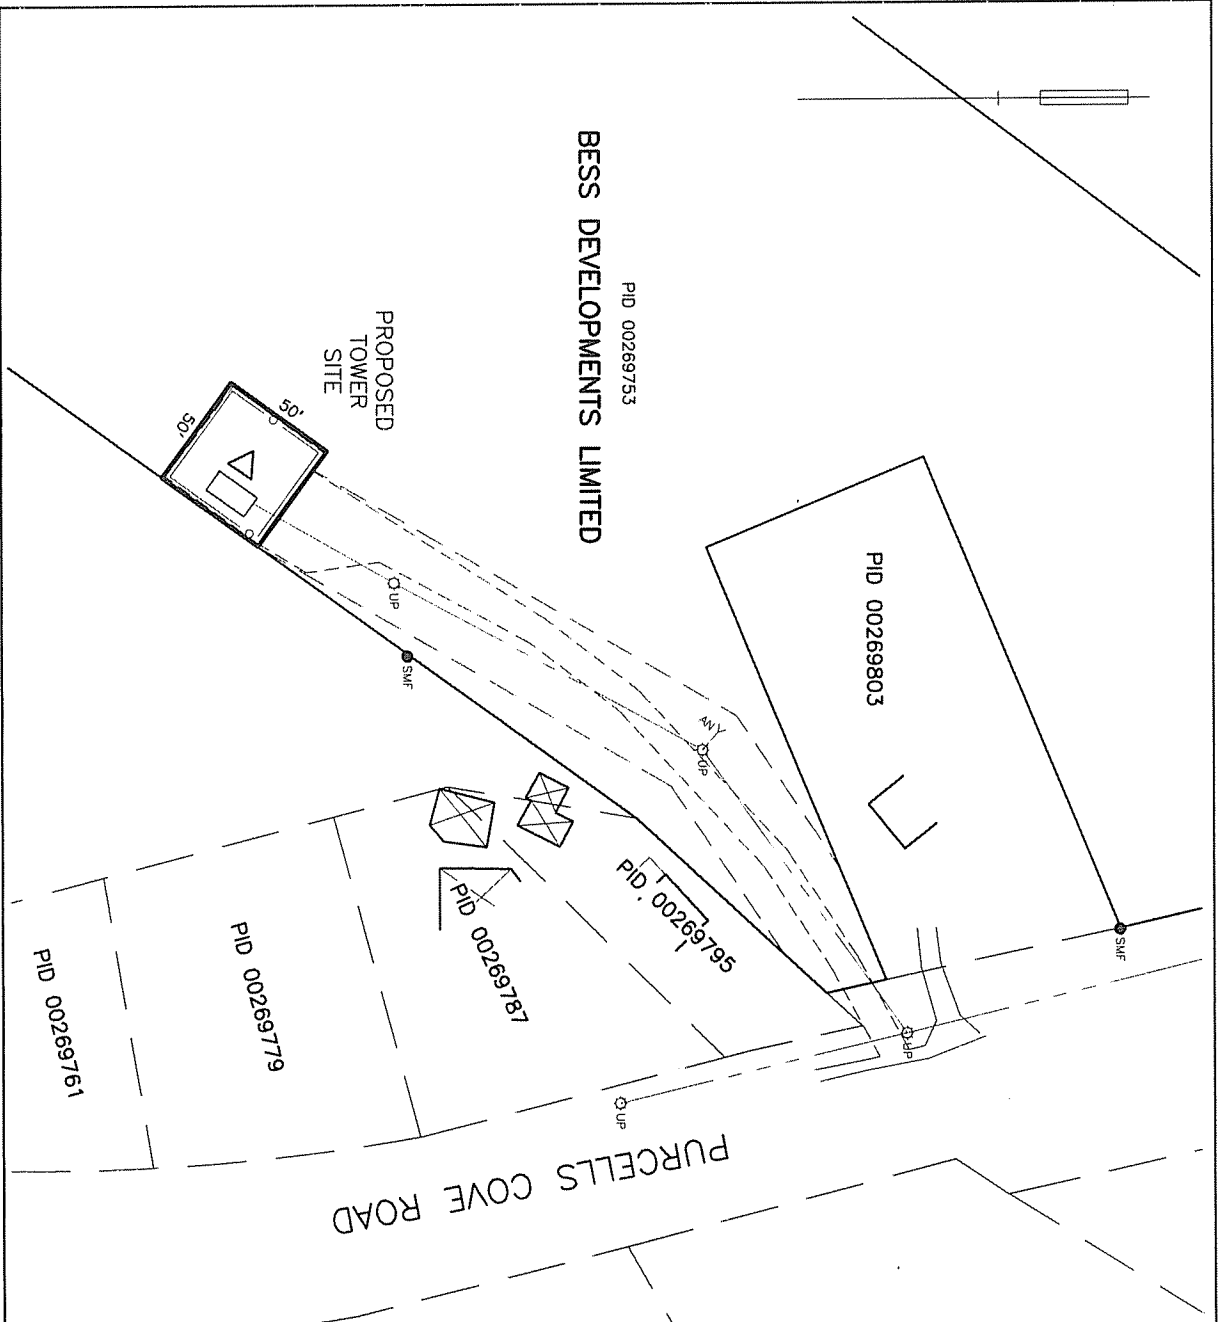 PID 00269753
BESS DEVELOPMENTS LIMITED
PROPOSED
TOWER
SITE
50'
50'
PID 00269803
UP
SMF
ANY
UP
SMF
PID 00269795
PID 00269787
PID 00269779
PID 00269761
UP
UP
PURCELLS COVE ROAD